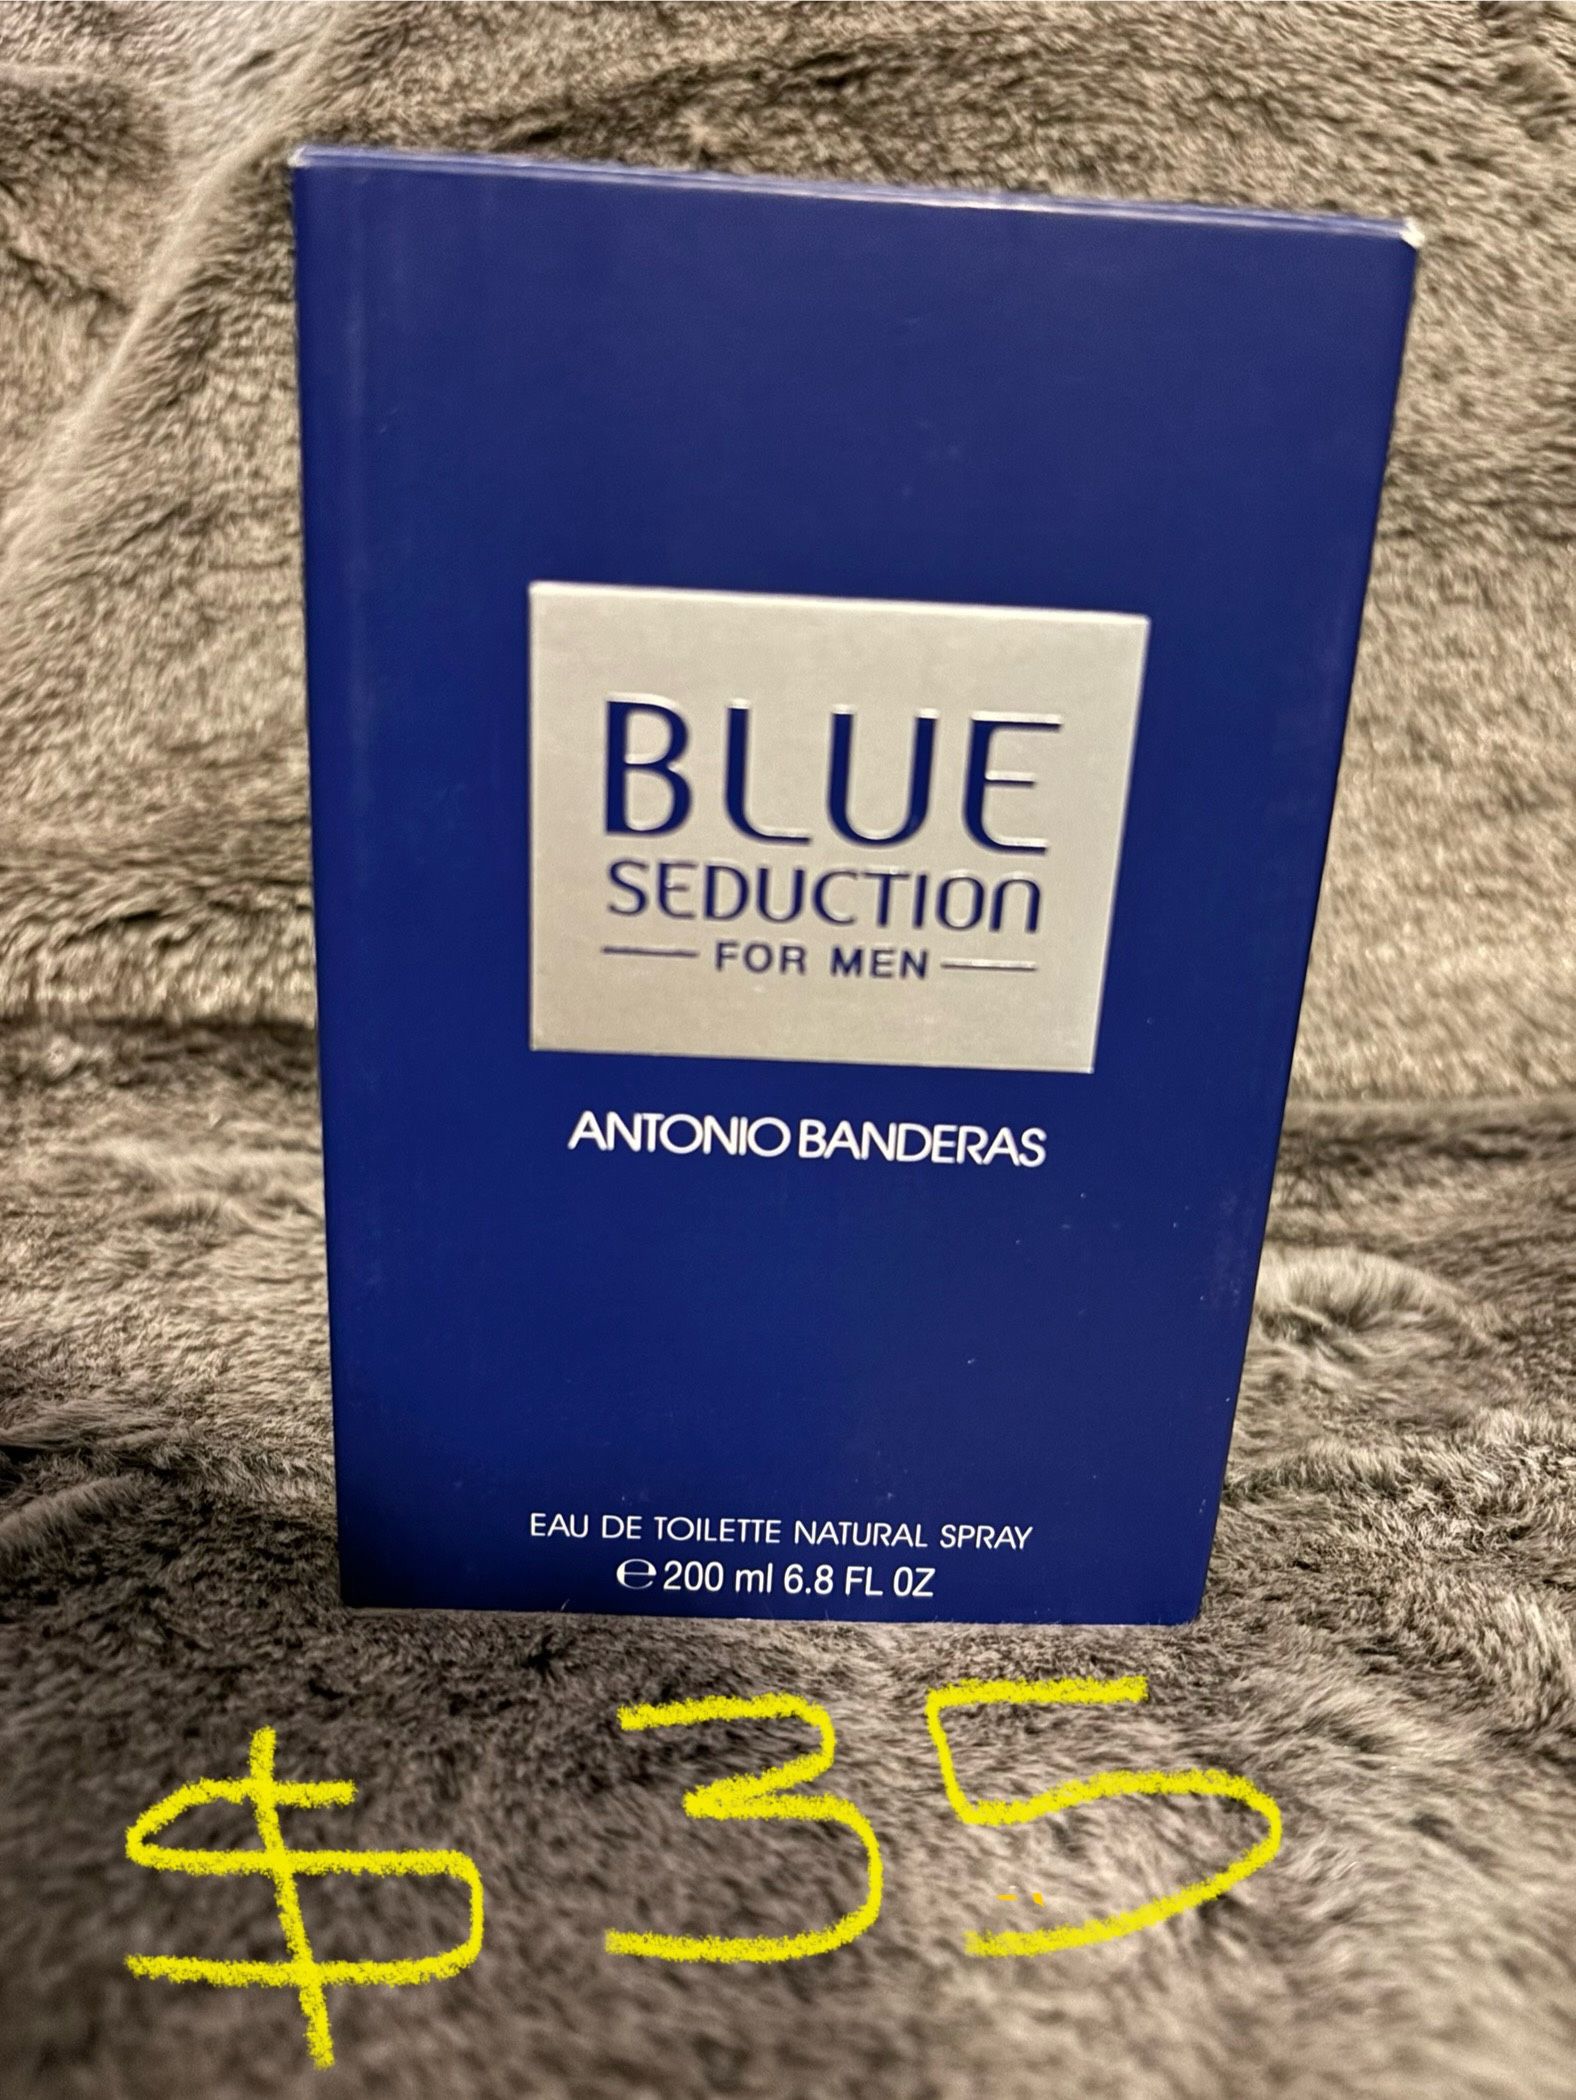 BLUE
SEDUCTION
FOR MEN
ANTONIO BANDERAS
EAU DE TOILETTE NATURAL SPRAY
℮ 200 ml 6.8 FL OZ
$ 35